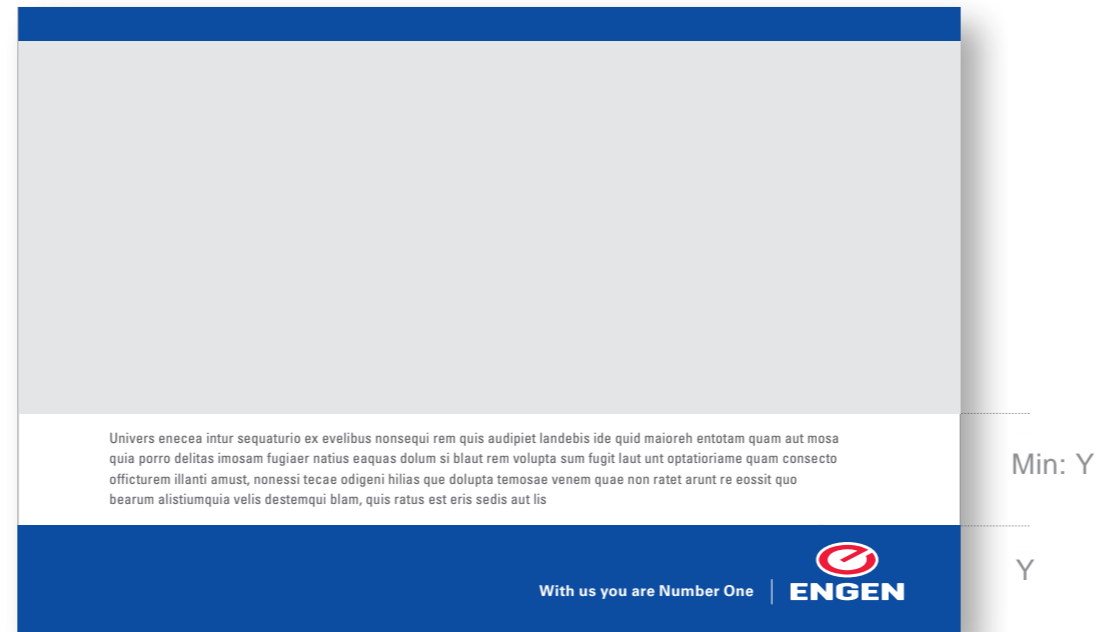 Univers enecea intur sequaturio ex evelibus nonsequi rem quis audipiet landebis ide quid maioreh entotam quam aut mosa
quia porro delitas imosam fugiaer natius eaquas dolum si blaut rem volupta sum fugit laut unt optatioriame quam consecto
officturem illanti amust, nonessi tecae odigeni hilias que dolupta temosae venem quae non ratet arunt re eossit quo
bearum alistiumquia velis destemqui blam, quis ratus est eris sedis aut lis
Min: Y
With us you are Number One
ENGEN
Y